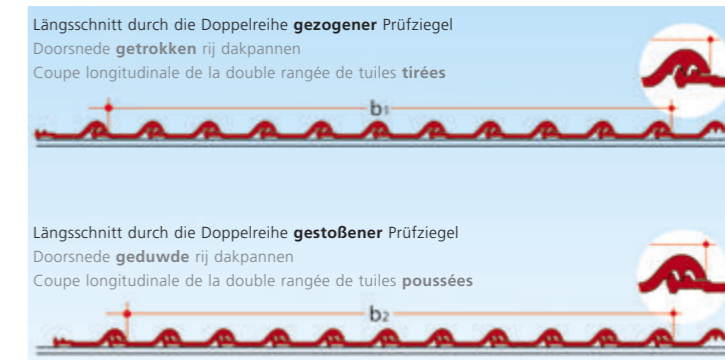 Längsschnitt durch die Doppelreihe gezogener Prüfziegel
Doorsnede getrokken rij dakpannen
Coupe longitudinale de la double rangée de tuiles tirées
b1
Längsschnitt durch die Doppelreihe gestoßener Prüfziegel
Doorsnede geduwde rij dakpannen
Coupe longitudinale de la double rangée de tuiles poussées
b2